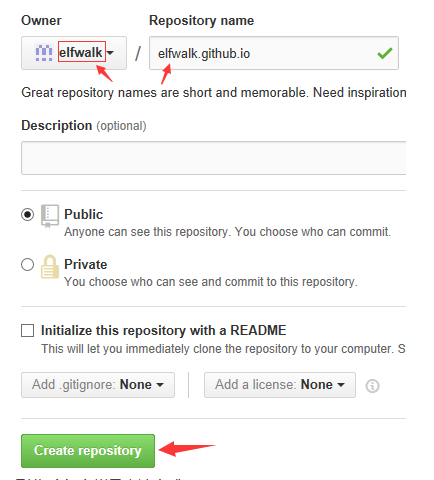 Owner
Repository name
elfwalk / elfwalk.github.io
Great repository names are short and memorable. Need inspiration
Description (optional)
Public
Anyone can see this repository. You choose who can commit.
Private
You choose who can see and commit to this repository.
Initialize this repository with a README
This will let you immediately clone the repository to your computer. S
Add .gitignore: None
Add a license: None
Create repository